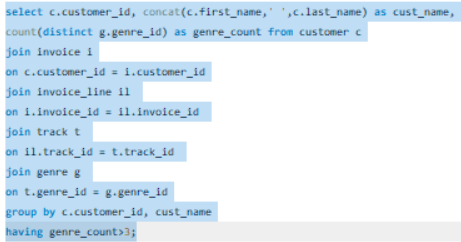 select c.customer_id, concat(c.first_name,' ',c.last_name) as cust_name,
count(distinct g.genre_id) as genre_count from customer c
join invoice i
on c.customer_id = i.customer_id
join invoice_line il
on i.invoice_id = il.invoice_id
join track t
on il.track_id = t.track_id
join genre g
on t.genre_id = g.genre_id
group by c.customer_id, cust_name
having genre_count>3;